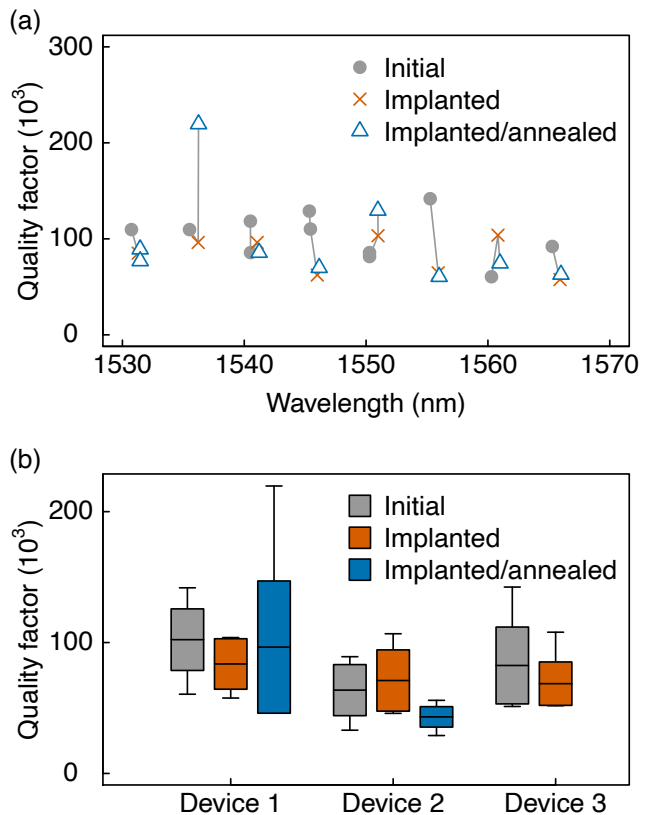 (a)
300
200
100
0
Quality factor (10³)
Initial
Implanted
Implanted/annealed
1530 1540 1550 1560 1570
Wavelength (nm)
(b)
200
100
0
Quality factor (10³)
Initial
Implanted
Implanted/annealed
Device 1 Device 2 Device 3